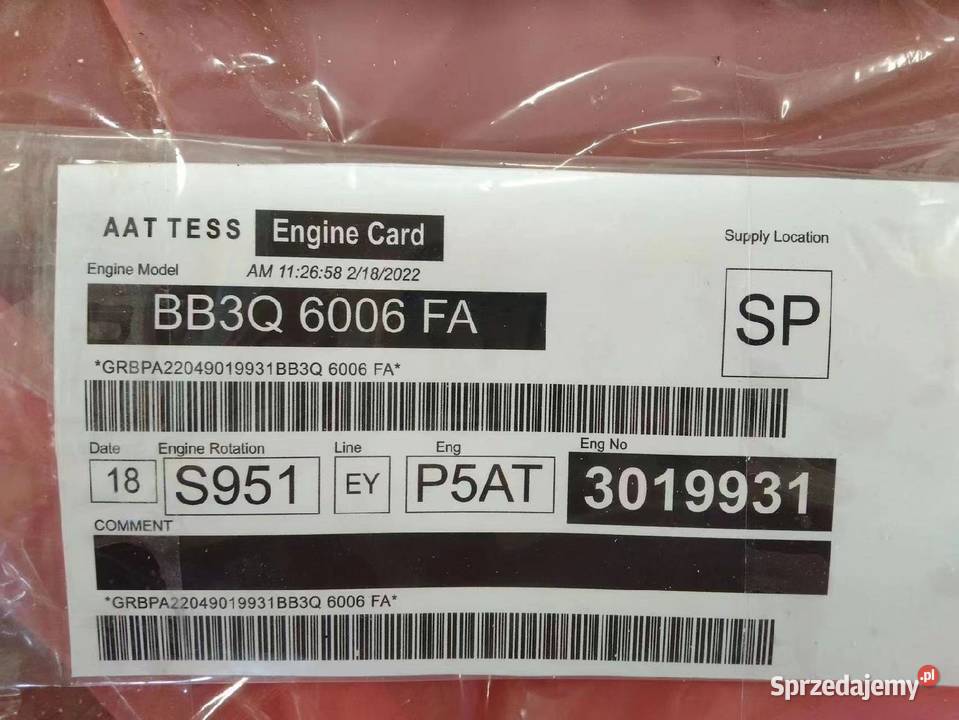 AAT TESS Engine Card
Supply Location
Engine Model AM 11:26:58 2/18/2022
BB3Q 6006 FA
SP
*GRBPA22049019931BB3Q 6006 FA*
Date Engine Rotation Line Eng Eng No
18 S951 EY P5AT 3019931
COMMENT
*GRBPA22049019931BB3Q 6006 FA*
Sprzedajemy.pl